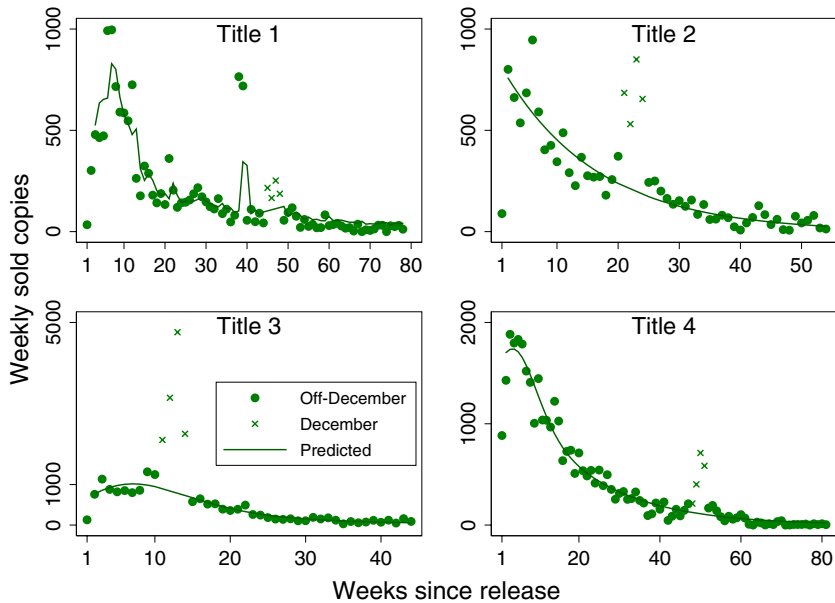 Weekly sold copies
Title 1
1000
500
0
1 10 20 30 40 50 60 70 80
Title 2
1000
500
0
1 10 20 30 40 50
Title 3
5000
1000
0
Off-December
December
Predicted
1 10 20 30 40
Title 4
2000
1000
0
1 20 40 60 80
Weeks since release